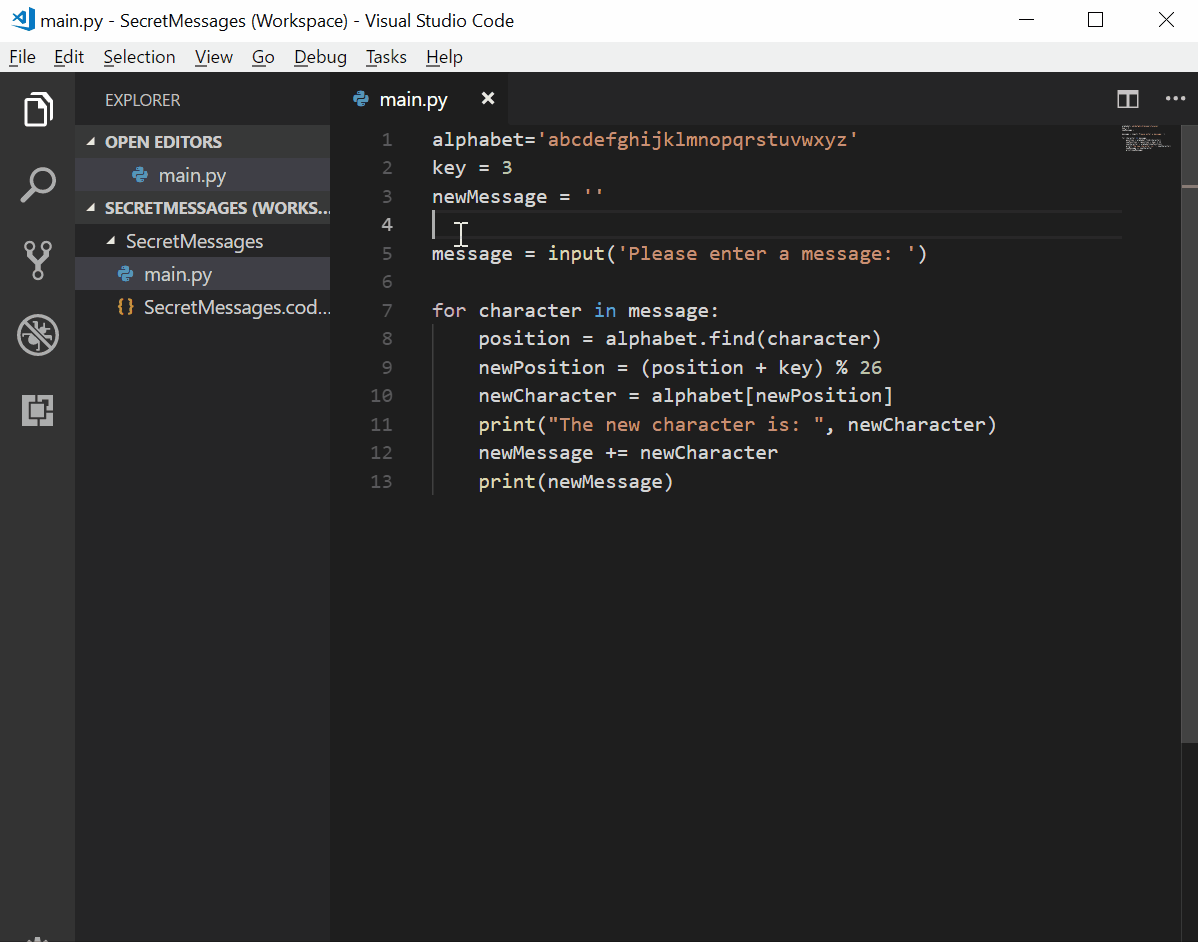 main.py - SecretMessages (Workspace) - Visual Studio Code
File Edit Selection View Go Debug Tasks Help
EXPLORER
OPEN EDITORS
main.py
SECRETMESSAGES (WORKS...
SecretMessages
main.py
{} SecretMessages.cod...
main.py
1 alphabet='abcdefghijklmnopqrstuvwxyz'
2 key = 3
3 newMessage = ''
4
5 message = input('Please enter a message: ')
6
7 for character in message:
8     position = alphabet.find(character)
9     newPosition = (position + key) % 26
10     newCharacter = alphabet[newPosition]
11     print("The new character is: ", newCharacter)
12     newMessage += newCharacter
13     print(newMessage)